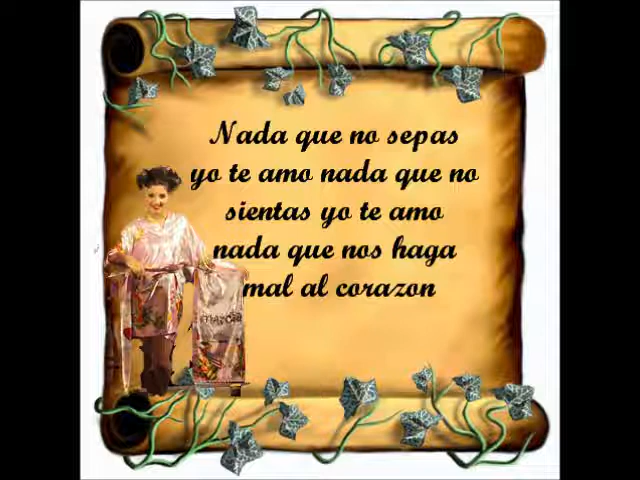 Nada que no sepas
yo te amo nada que no
sientas yo te amo
nada que nos haga
mal al corazon